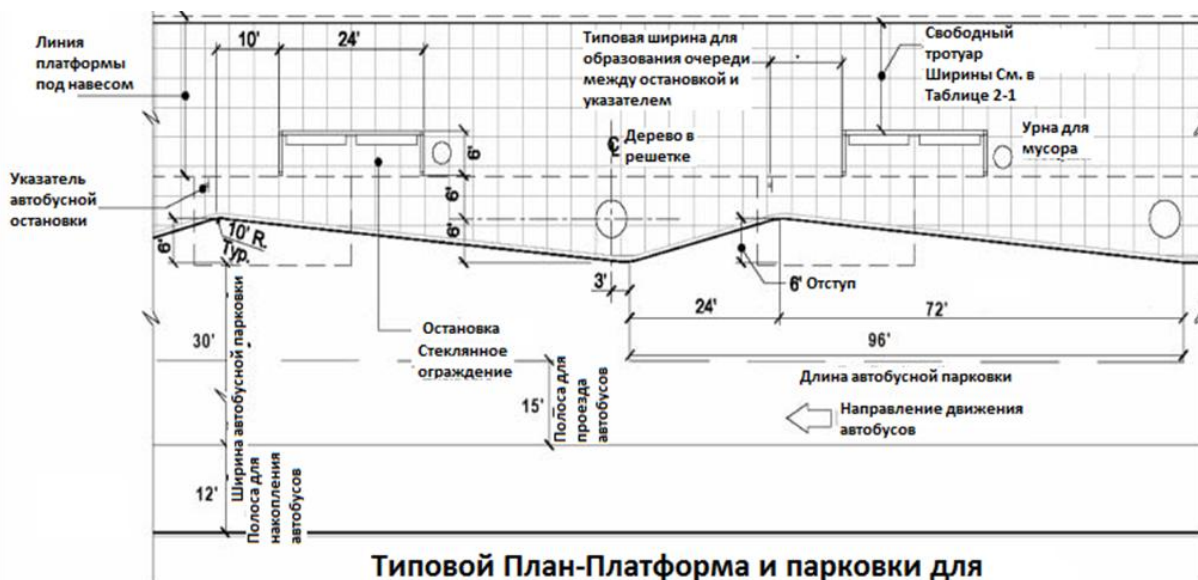 Линия
платформы
под навесом
10'
24'
Типовая ширина для
образования очереди
между остановкой и
указателем
Свободный
тротуар
Ширины См. в
Таблице 2-1
Дерево в
решетке
Урна для
мусора
6'
Указатель
автобусной
остановки
6'
6'
6'
10' R.
Typ.
3'
6' Отступ
24'
72'
96'
30'
Ширина автобусной парковки
Остановка
Стеклянное
ограждение
15'
Полоса для
проезда
автобусов
Длина автобусной парковки
Направление движения
автобусов
12'
Полоса для
накопления
автобусов
Типовой План-Платформа и парковки для